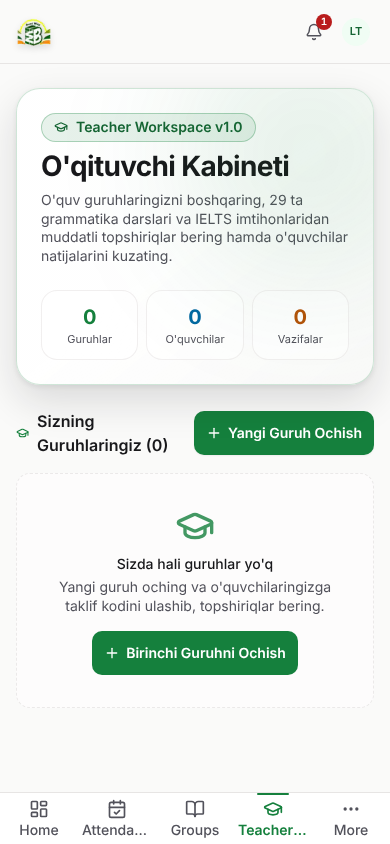 1
LT
Teacher Workspace v1.0
O'qituvchi Kabineti
O'quv guruhlaringizni boshqaring, 29 ta
grammatika darslari va IELTS imtihonlaridan
muddatli topshiriqlar bering hamda o'quvchilar
natijalarini kuzating.
0
Guruhlar
0
O'quvchilar
0
Vazifalar
Sizning
Guruhlaringiz (0)
Yangi Guruh Ochish
Sizda hali guruhlar yo'q
Yangi guruh oching va o'quvchilaringizga
taklif kodini ulashib, topshiriqlar bering.
Birinchi Guruhni Ochish
Home
Attenda...
Groups
Teacher...
More